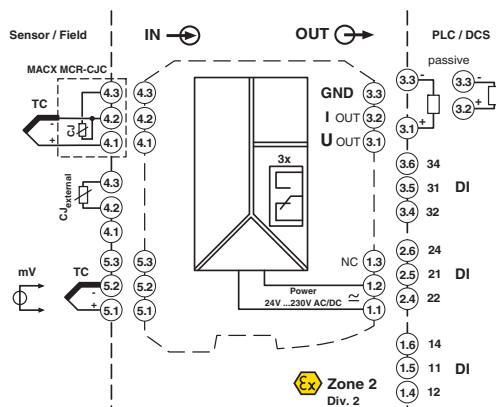 Sensor / Field IN OUT PLC / DCS
MACX MCR-CJC
passive
TC
-
+
CJ
4.3
4.2
4.1
4.3
4.2
4.1
GND 3.3
I OUT 3.2
U OUT 3.1
3.3 -
3.1 +
3.3 -
3.2 +
3x
CJexternal
4.3
4.2
4.1
3.6 34
3.5 31 DI
3.4 32
mV
TC
-
+
5.3
5.2
5.1
5.3
5.2
5.1
NC 1.3
1.2
1.1
Power
24V ...230V AC/DC
2.6 24
2.5 21 DI
2.4 22
1.6 14
1.5 11 DI
1.4 12
Ex Zone 2
Div. 2